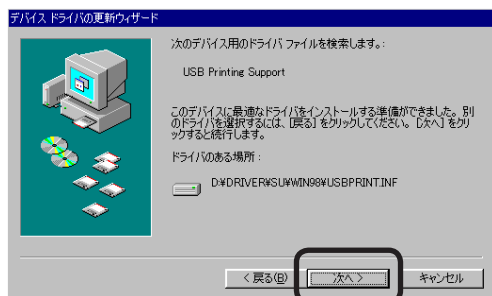 デバイス ドライバの更新ウィザード
次のデバイス用のドライバ ファイルを検索します。:
USB Printing Support
このデバイスに最適なドライバをインストールする準備ができました。別
のドライバを選択するには、[戻る] をクリックしてください。[次へ] をクリ
ックすると続行します。
ドライバのある場所 :
D:¥DRIVER¥SU¥WIN98¥USBPRINT.INF
< 戻る(B)
次へ >
キャンセル